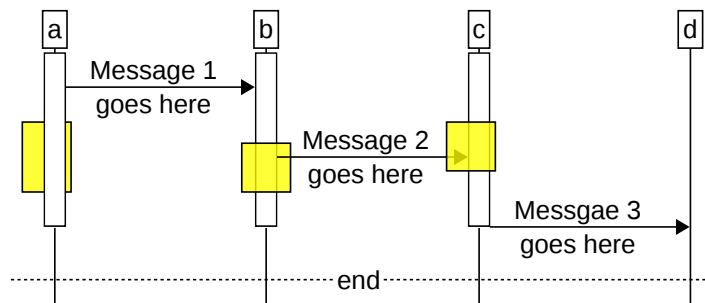 a
b
c
d
Message 1
goes here
Message 2
goes here
Messgae 3
goes here
end